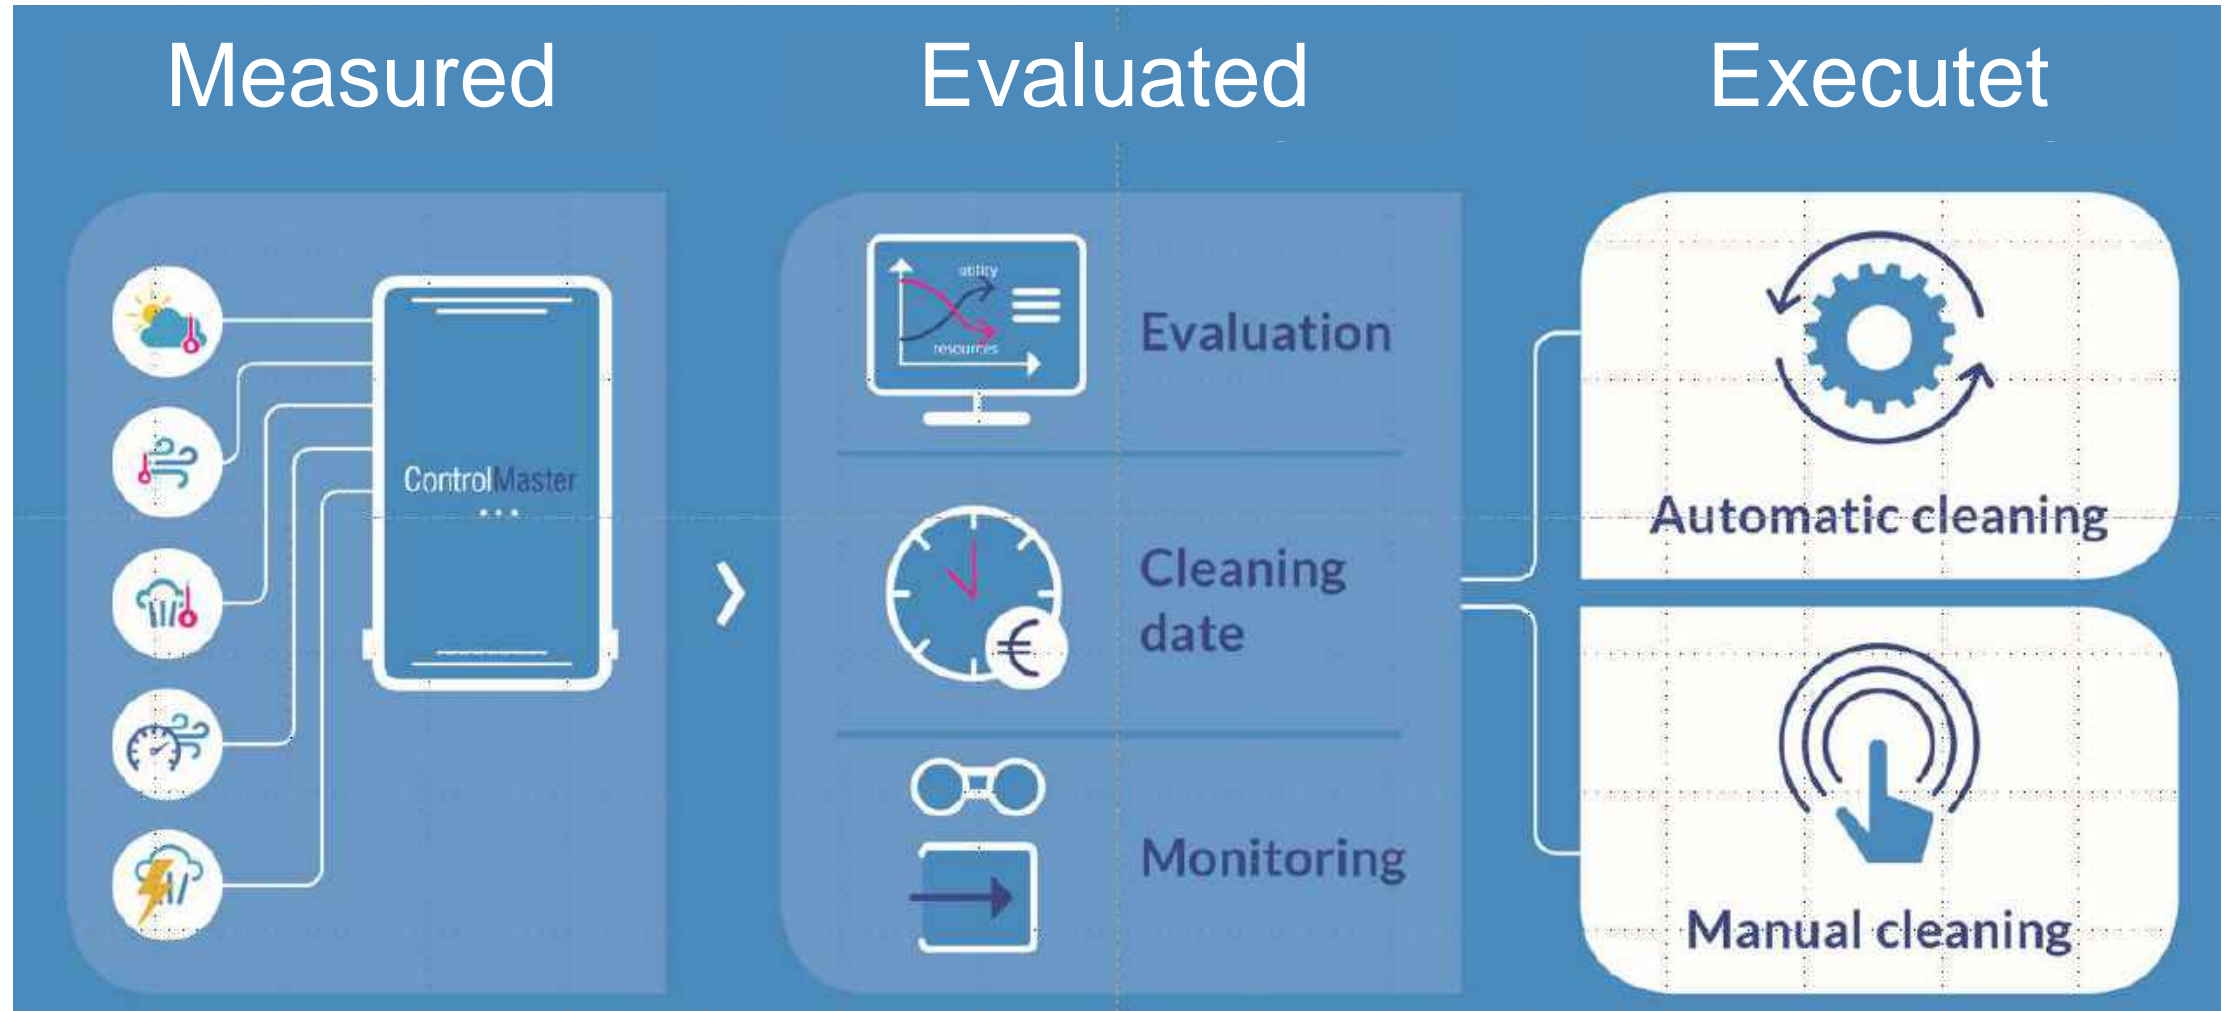 Measured
Evaluated
Executet
ControlMaster
utility
resources
Evaluation
Cleaning
date
€
Monitoring
Automatic cleaning
Manual cleaning